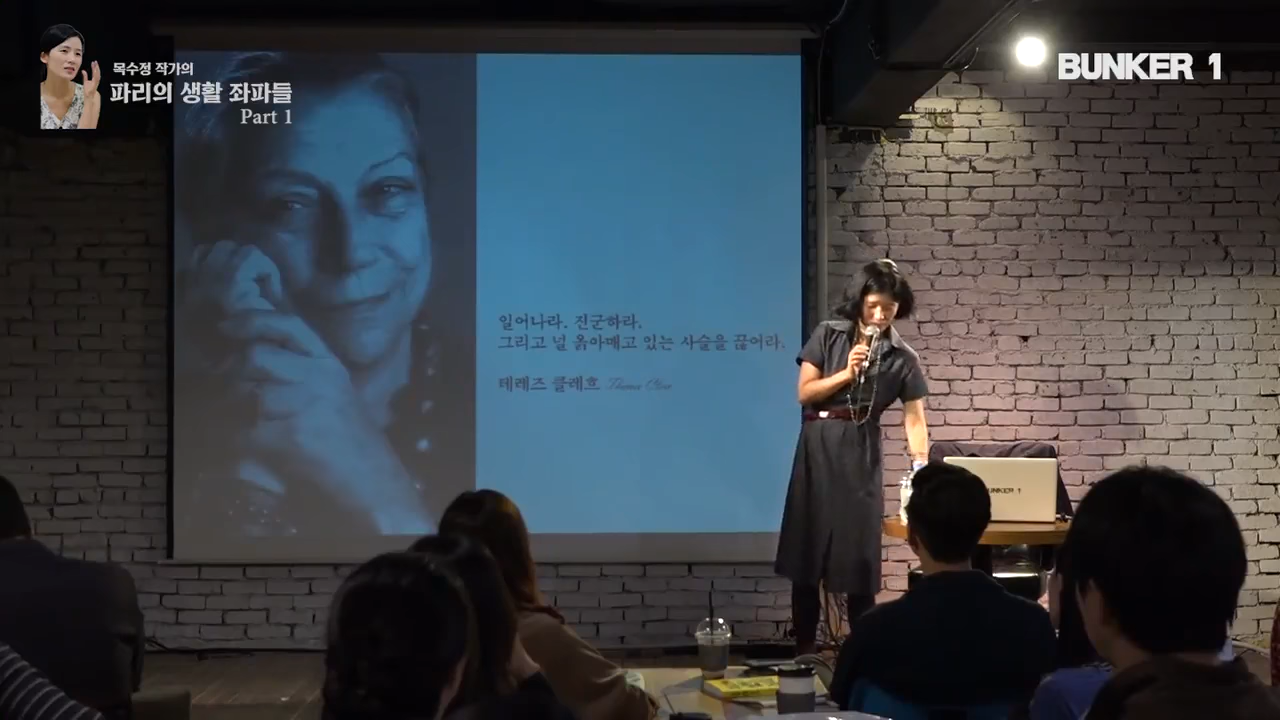 목수정 작가의
파리의 생활 좌파들
Part 1
BUNKER 1
일어나라. 진군하라.
그리고 널 옭아매고 있는 사슬을 끊어라.
테레즈 클레흐
BUNKER 1